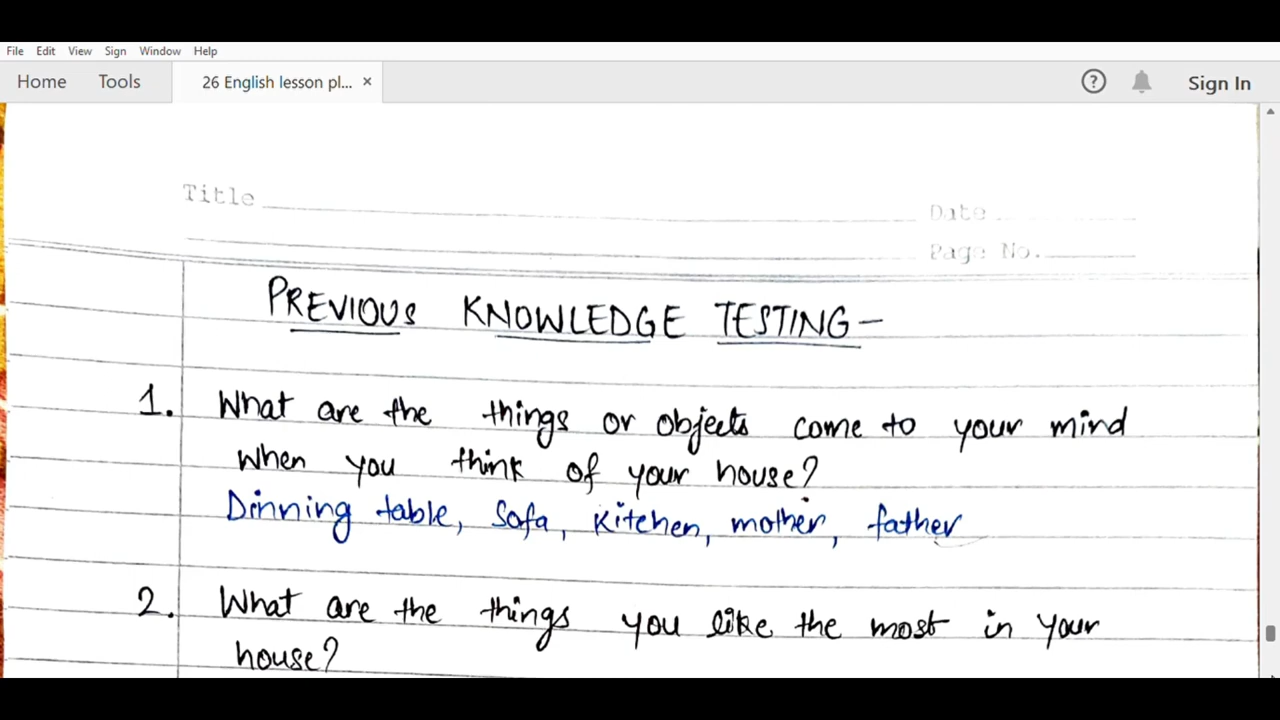 File Edit View Sign Window Help
Home Tools 26 English lesson pl... × ? Sign In
Title
Date
Page No.
PREVIOUS KNOWLEDGE TESTING-
1. What are the things or objects come to your mind
when you think of your house?
Dinning table, Sofa, Kitchen, mother, father
2. What are the things you like the most in your
house?